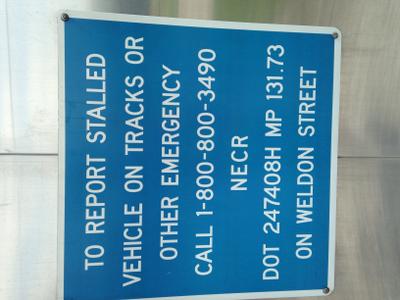 TO REPORT STALLED
VEHICLE ON TRACKS OR
OTHER EMERGENCY
CALL 1-800-800-3490
NECR
DOT 247408H MP 131.73
ON WELDON STREET